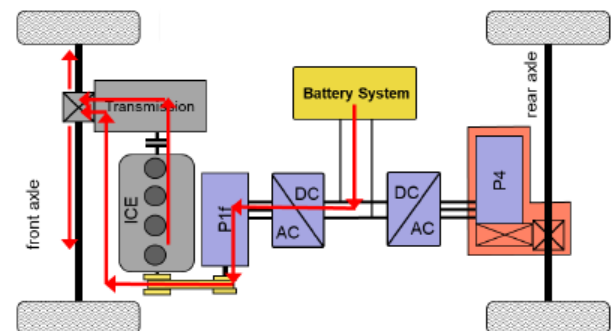 front axle
Transmission
ICE
P1f
DC
AC
Battery System
DC
AC
P4
rear axle